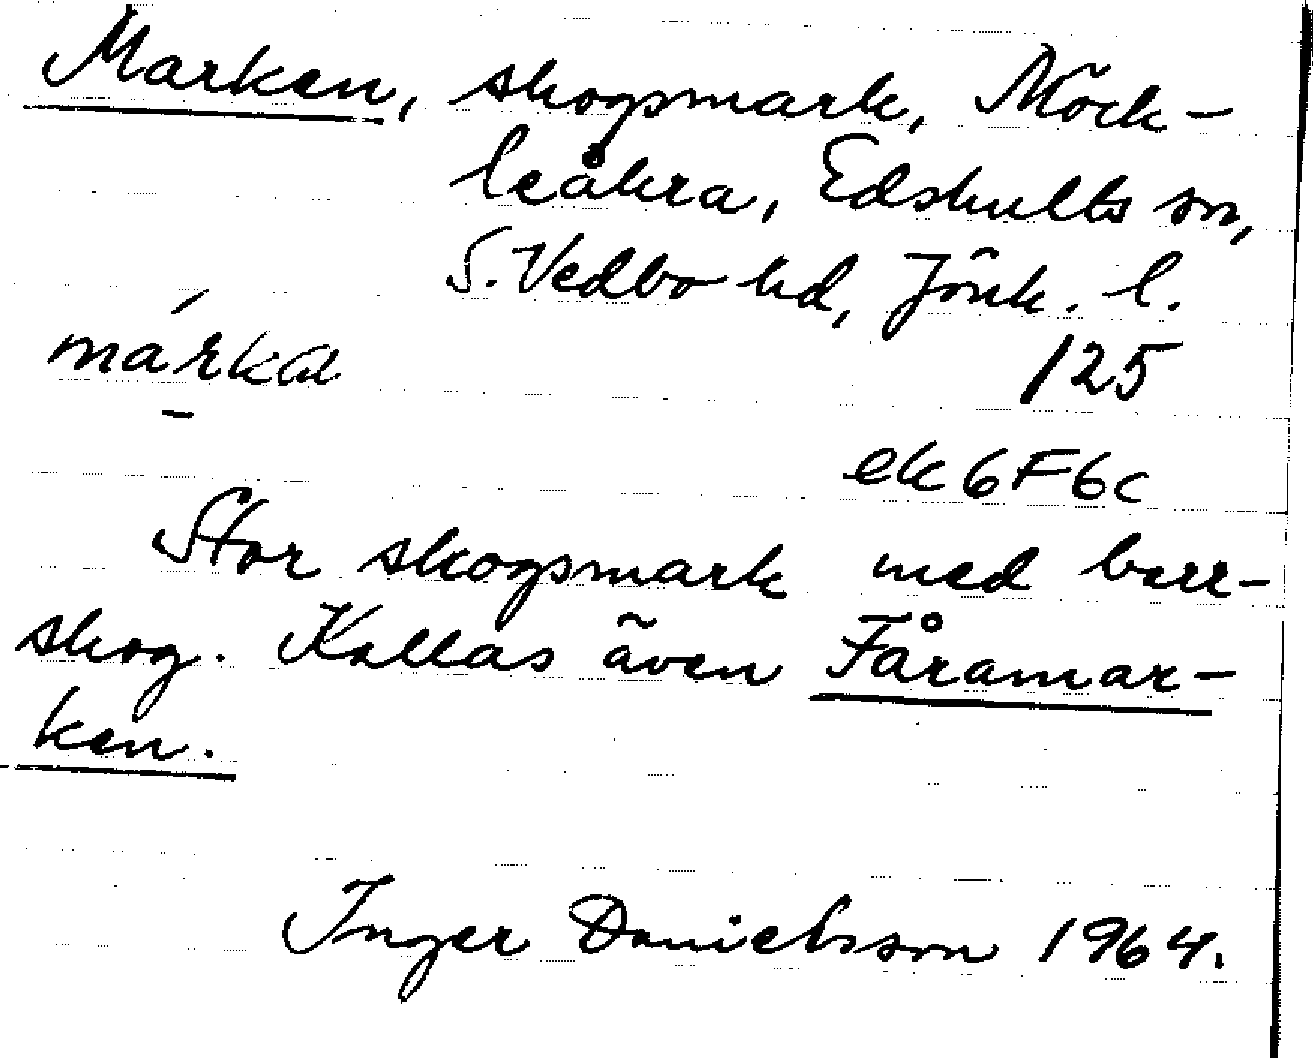 Marken, skogsmark, Möck-
leåkra, Edshults sn,
S. Vedbo hd, Jönk. l.
125
ek 6F6c
Stor skogsmark med barr-
skog. Kallas även Fåramar-
ken.
Inger Danielsson 1964.